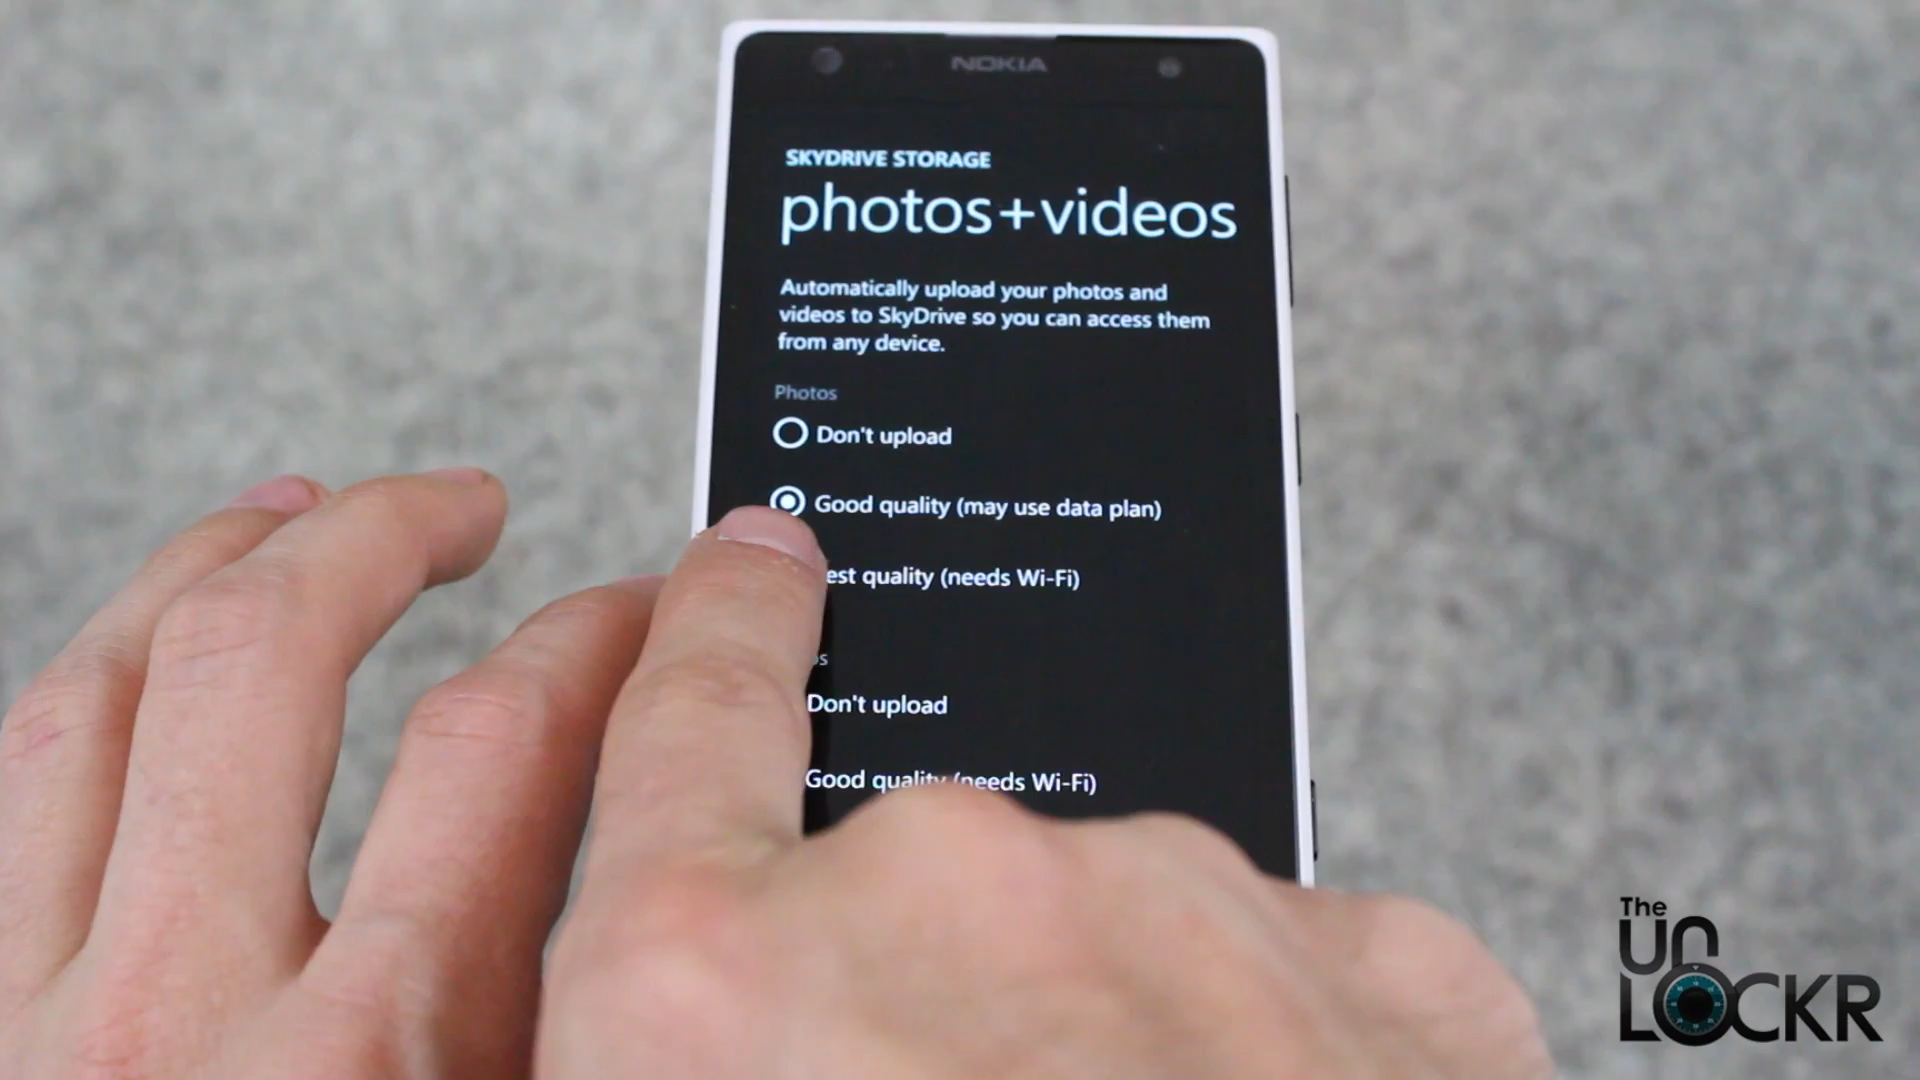 NOKIA
SKYDRIVE STORAGE
photos+videos
Automatically upload your photos and
videos to SkyDrive so you can access them
from any device.
Photos
Don't upload
Good quality (may use data plan)
est quality (needs Wi-Fi)
os
Don't upload
Good quality (needs Wi-Fi)
The
UnLOCKR